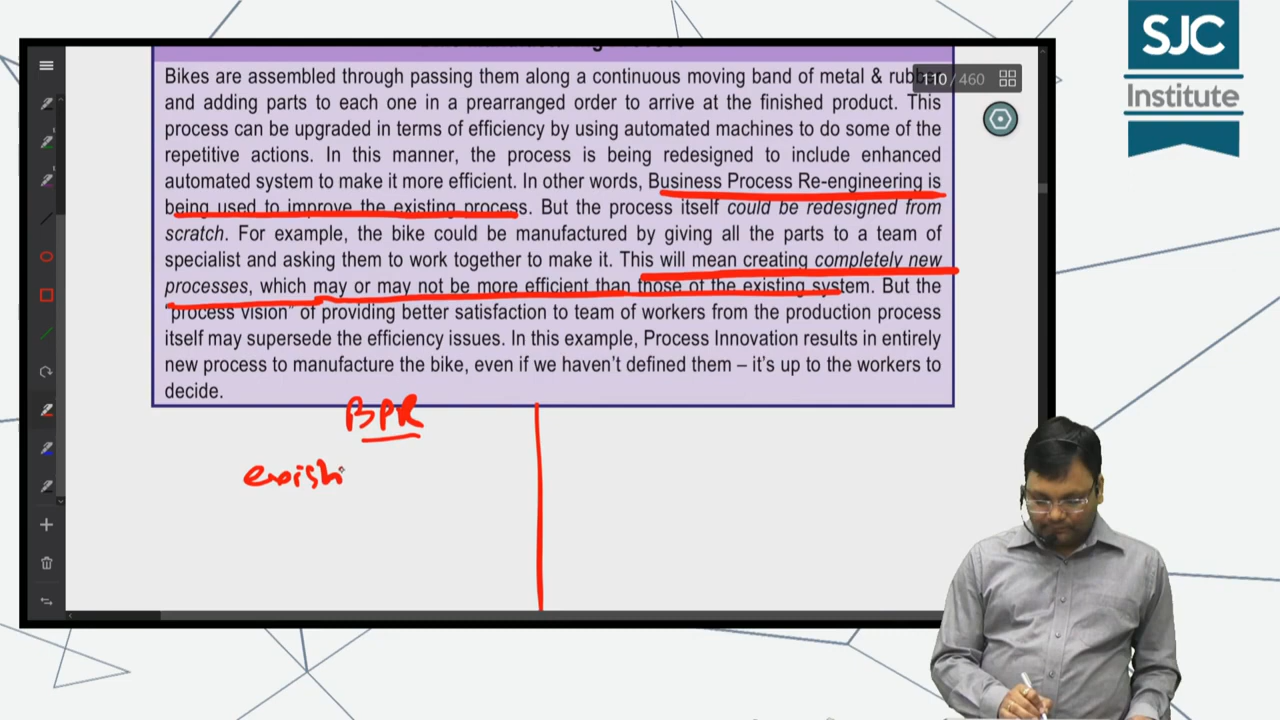 SJC
Institute
110 / 460
Bikes are assembled through passing them along a continuous moving band of metal & rubb
and adding parts to each one in a prearranged order to arrive at the finished product. This
process can be upgraded in terms of efficiency by using automated machines to do some of the
repetitive actions. In this manner, the process is being redesigned to include enhanced
automated system to make it more efficient. In other words, Business Process Re-engineering is
being used to improve the existing process. But the process itself could be redesigned from
scratch. For example, the bike could be manufactured by giving all the parts to a team of
specialist and asking them to work together to make it. This will mean creating completely new
processes, which may or may not be more efficient than those of the existing system. But the
"process vision" of providing better satisfaction to team of workers from the production process
itself may supersede the efficiency issues. In this example, Process Innovation results in entirely
new process to manufacture the bike, even if we haven't defined them – it's up to the workers to
decide.
BPR